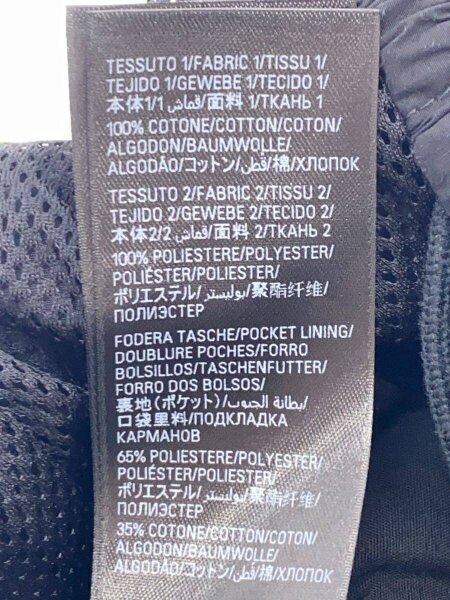 TESSUTO 1/FABRIC 1/TISSU 1/
TEJIDO 1/GEWEBE 1/TECIDO 1/
本体1/1 قماش/面料 1/ТКАНЬ 1
100% COTONE/COTTON/COTON/
ALGODON/BAUMWOLLE/
ALGODÃO/コットン/قطن/棉/ХЛОПОК
TESSUTO 2/FABRIC 2/TISSU 2/
TEJIDO 2/GEWEBE 2/TECIDO 2/
本体2/2 قماش/面料 2/ТКАНЬ 2
100% POLIESTERE/POLYESTER/
POLIÉSTER/POLIESTER/
ポリエステル/بوليستر/聚酯纤维/
ПОЛИЭСТЕР
FODERA TASCHE/POCKET LINING/
DOUBLURE POCHES/FORRO
BOLSILLOS/TASCHENFUTTER/
FORRO DOS BOLSOS/
裏地(ポケット)/بطانة الجيوب/
口袋里料/ПОДКЛАДКА
КАРМАНОВ
65% POLIESTERE/POLYESTER/
POLIÉSTER/POLIESTER/
ポリエステル/بوليستر/聚酯纤维/
ПОЛИЭСТЕР
35% COTONE/COTTON/COTON/
ALGODON/BAUMWOLLE/
ALGODÃO/コットン/قطن/棉/ХЛОПОК